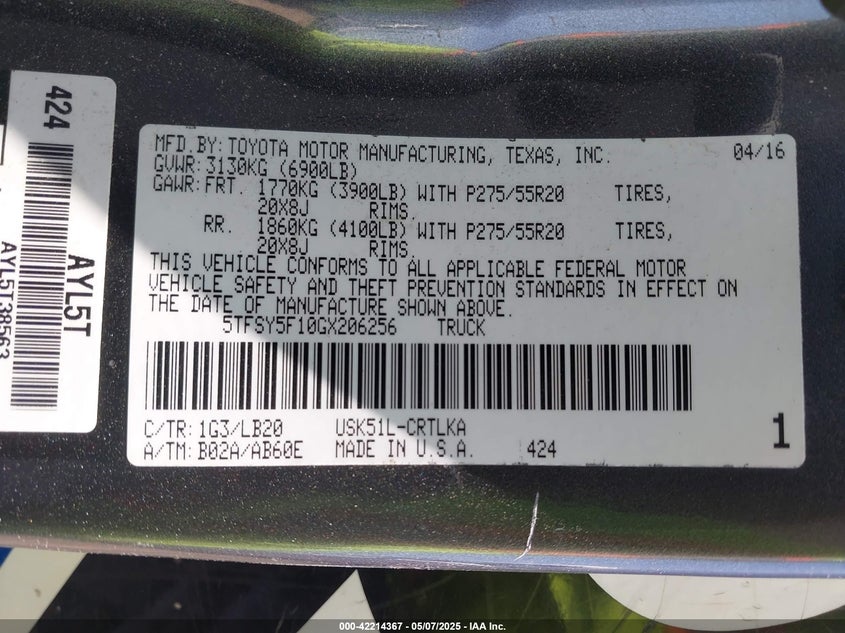 424
AYL5T
AYL5T38563
MFD.BY:TOYOTA MOTOR MANUFACTURING, TEXAS, INC. 04/16
GVWR:3130KG (6900LB)
GAWR:FRT. 1770KG (3900LB) WITH P275/55R20 TIRES,
20X8J RIMS.
RR. 1860KG (4100LB) WITH P275/55R20 TIRES,
20X8J RIMS.
THIS VEHICLE CONFORMS TO ALL APPLICABLE FEDERAL MOTOR
VEHICLE SAFETY AND THEFT PREVENTION STANDARDS IN EFFECT ON
THE DATE OF MANUFACTURE SHOWN ABOVE.
5TFSY5F10GX206256 TRUCK
C/TR:1G3/LB20 USK51L-CRTLKA
A/TM:B02A/AB60E MADE IN U.S.A. 424
1
000-42214367 - 05/07/2025 - IAA Inc.